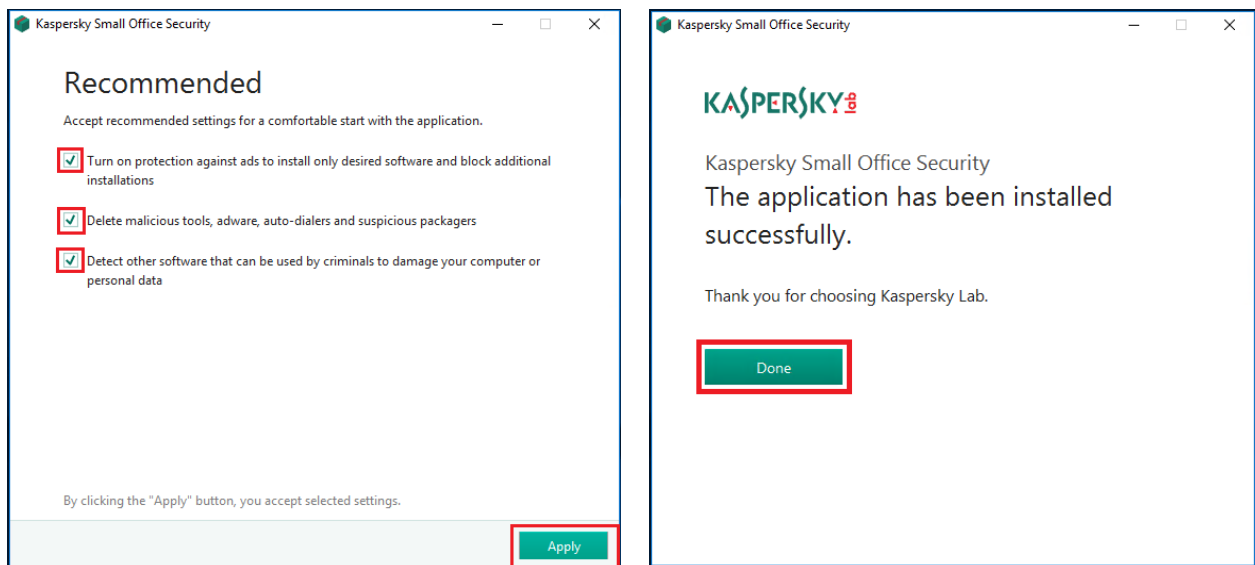 Kaspersky Small Office Security
Recommended
Accept recommended settings for a comfortable start with the application.
Turn on protection against ads to install only desired software and block additional
installations
Delete malicious tools, adware, auto-dialers and suspicious packagers
Detect other software that can be used by criminals to damage your computer or
personal data
By clicking the "Apply" button, you accept selected settings.
Apply
Kaspersky Small Office Security
KASPERSKY lab
Kaspersky Small Office Security
The application has been installed
successfully.
Thank you for choosing Kaspersky Lab.
Done